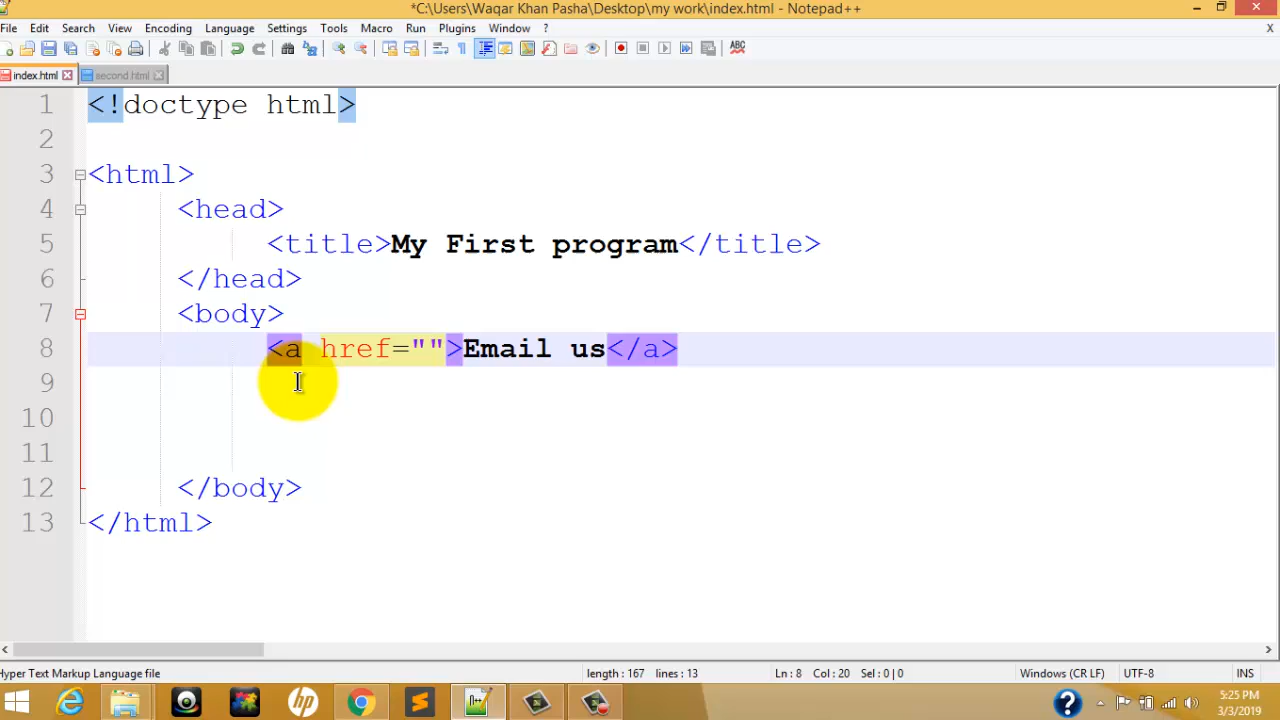 *C:\Users\Waqar Khan Pasha\Desktop\my work\index.html - Notepad++
File Edit Search View Encoding Language Settings Tools Macro Run Plugins Window ? X
index.html second.html
1 <!doctype html>
2
3 <html>
4 <head>
5 <title>My First program</title>
6 </head>
7 <body>
8 <a href="">Email us</a>
9
10
11
12 </body>
13 </html>
Hyper Text Markup Language file length : 167 lines : 13 Ln : 8 Col : 20 Sel : 0 | 0 Windows (CR LF) UTF-8 INS
5:25 PM
3/3/2019